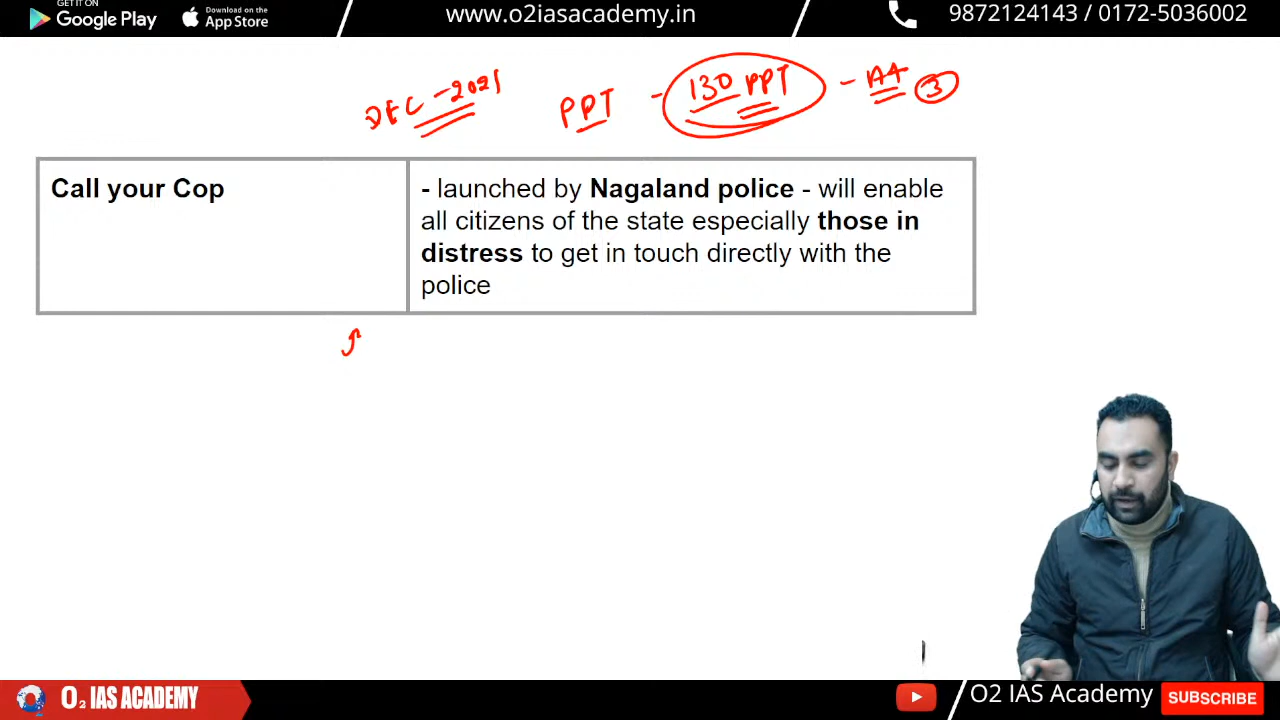 GET IT ON
Google Play
Download on the
App Store
www.o2iasacademy.in
9872124143 / 0172-5036002
DEC - 2021
PPT - 130 PPT - A4 3
Call your Cop
- launched by Nagaland police - will enable
all citizens of the state especially those in
distress to get in touch directly with the
police
O2 IAS ACADEMY
O2 IAS Academy
SUBSCRIBE